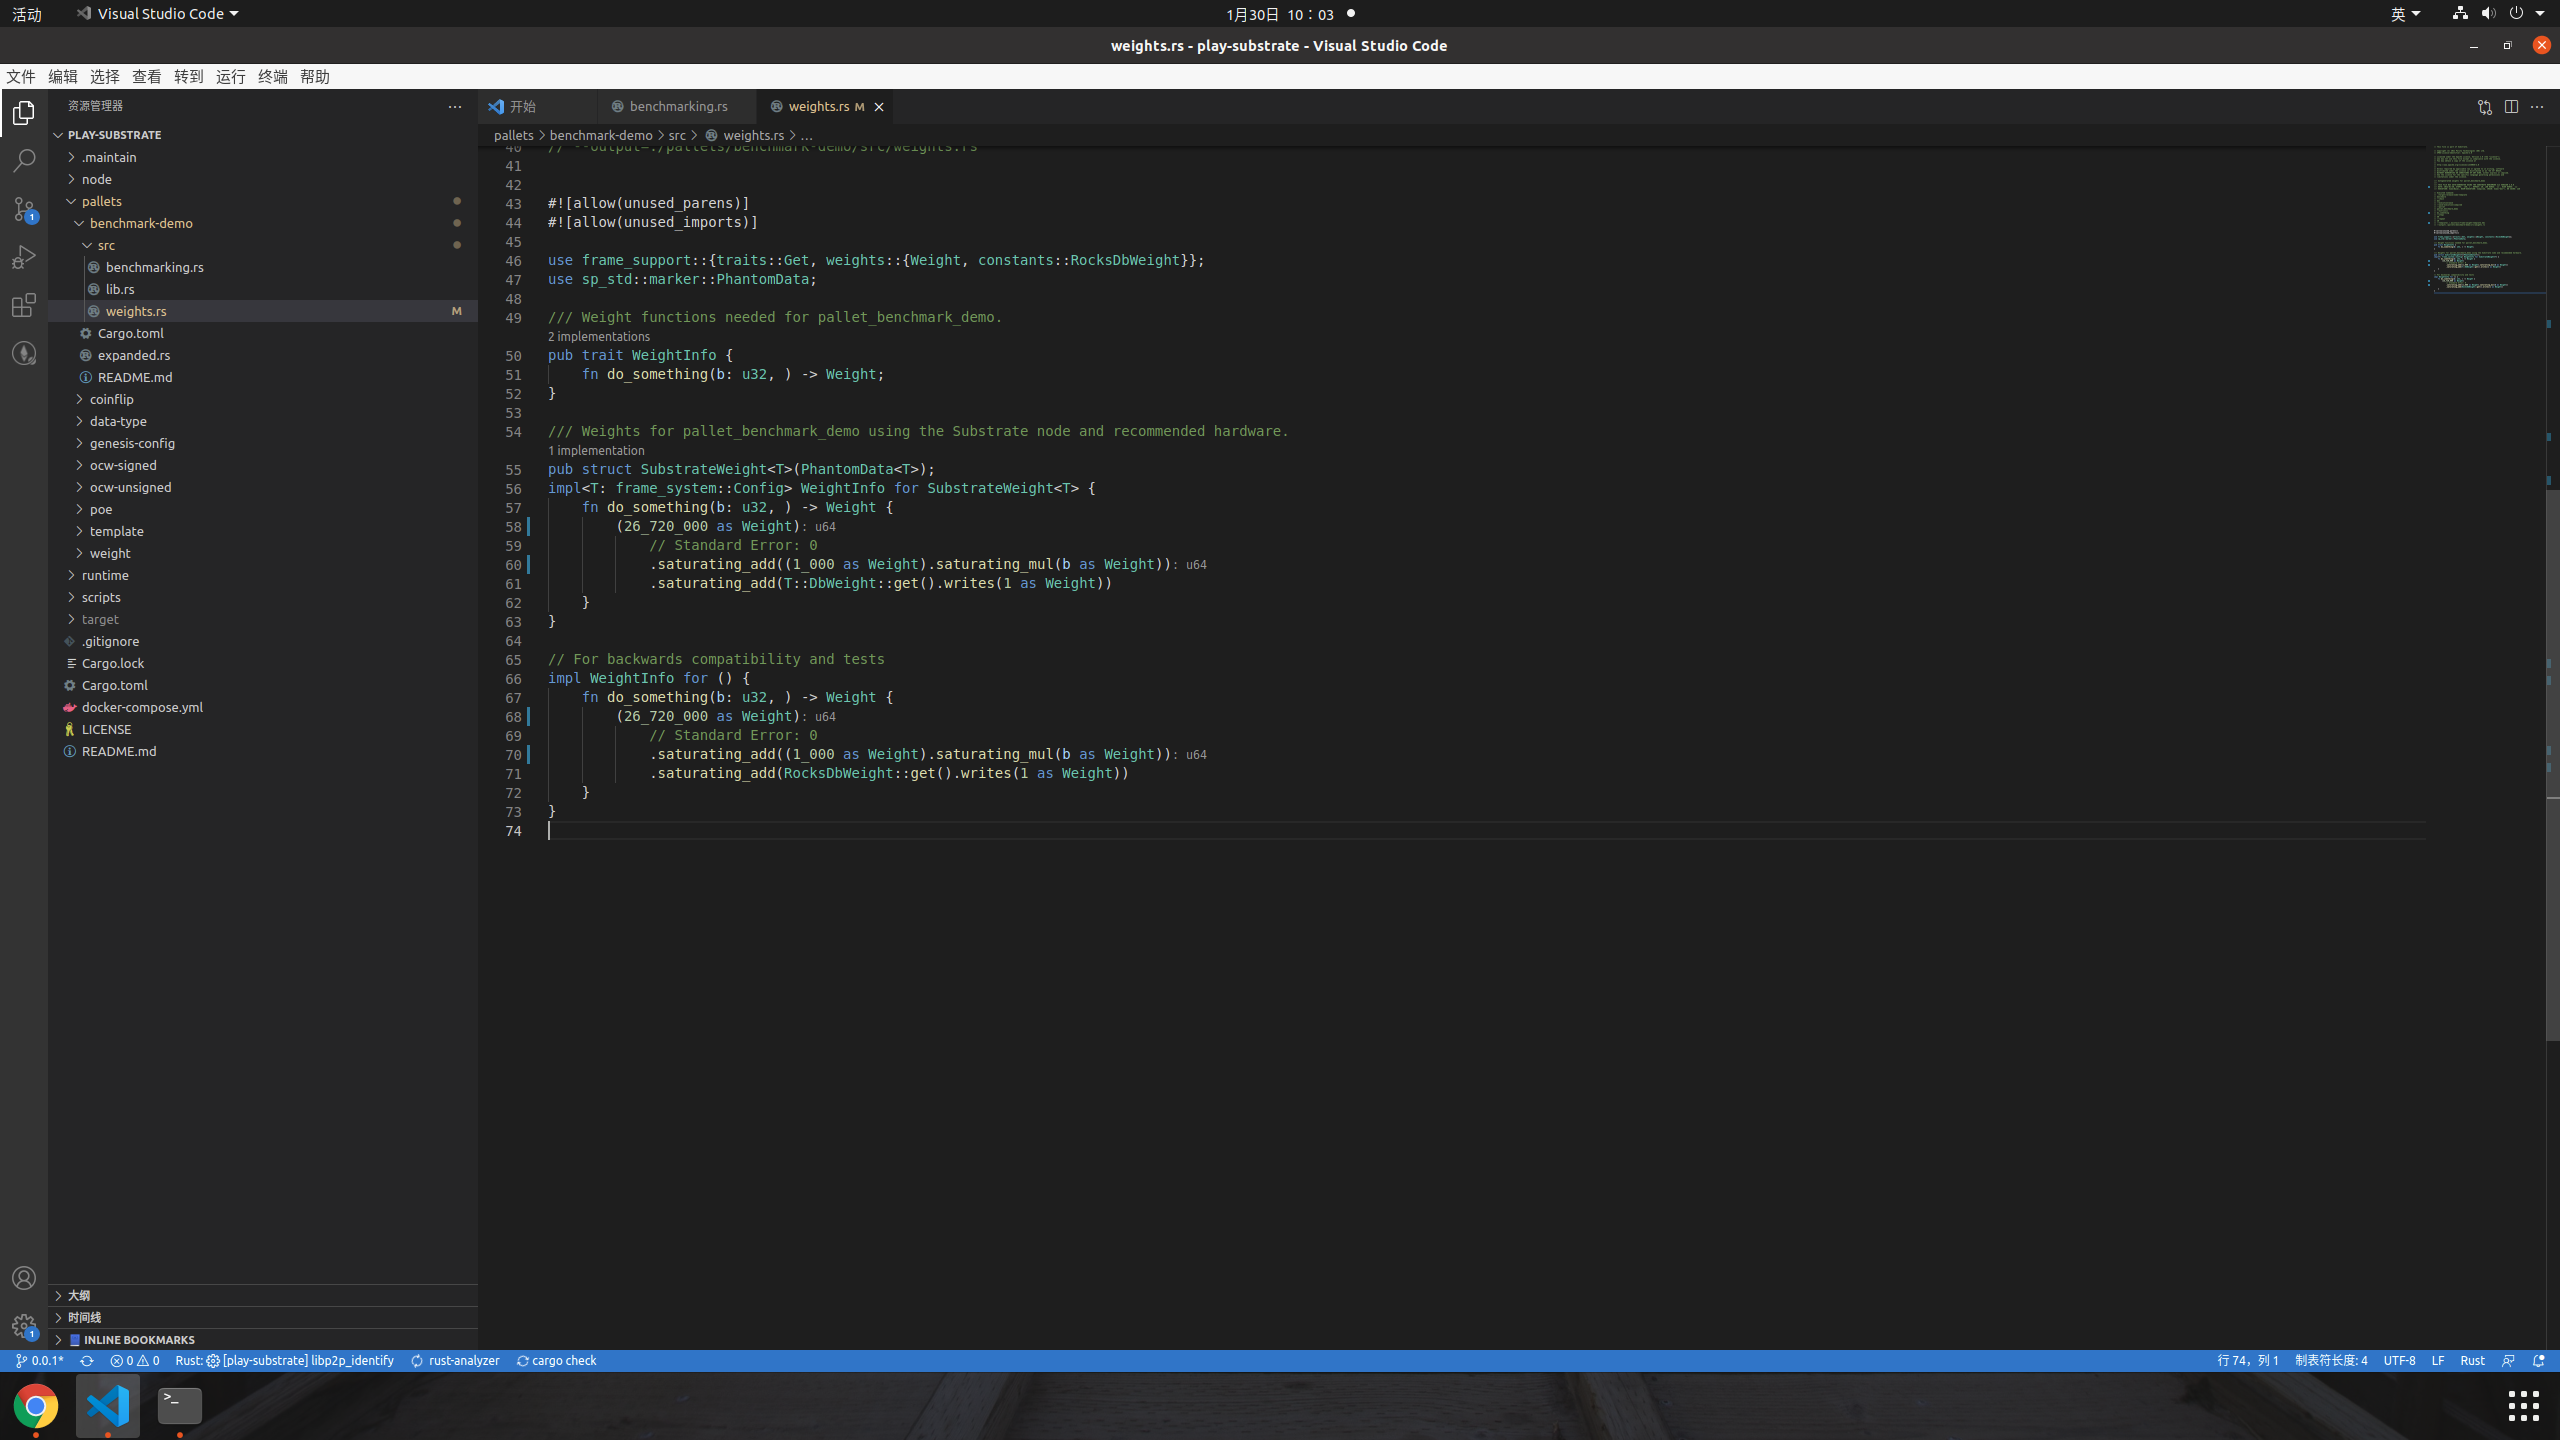 活动
Visual Studio Code
1月30日 10：03
英
weights.rs - play-substrate - Visual Studio Code
文件 编辑 选择 查看 转到 运行 终端 帮助
资源管理器
开始
benchmarking.rs
weights.rs M
PLAY-SUBSTRATE
.maintain
node
pallets
benchmark-demo
src
benchmarking.rs
lib.rs
weights.rs M
Cargo.toml
expanded.rs
README.md
coinflip
data-type
genesis-config
ocw-signed
ocw-unsigned
poe
template
weight
runtime
scripts
target
.gitignore
Cargo.lock
Cargo.toml
docker-compose.yml
LICENSE
README.md
大纲
时间线
INLINE BOOKMARKS
1
1
pallets > benchmark-demo > src > weights.rs > ...
40 // --output=./pallets/benchmark-demo/src/weights.rs
41
42
43 #![allow(unused_parens)]
44 #![allow(unused_imports)]
45
46 use frame_support::{traits::Get, weights::{Weight, constants::RocksDbWeight}};
47 use sp_std::marker::PhantomData;
48
49 /// Weight functions needed for pallet_benchmark_demo.
2 implementations
50 pub trait WeightInfo {
51 fn do_something(b: u32, ) -> Weight;
52 }
53
54 /// Weights for pallet_benchmark_demo using the Substrate node and recommended hardware.
1 implementation
55 pub struct SubstrateWeight<T>(PhantomData<T>);
56 impl<T: frame_system::Config> WeightInfo for SubstrateWeight<T> {
57 fn do_something(b: u32, ) -> Weight {
58 (26_720_000 as Weight): u64
59 // Standard Error: 0
60 .saturating_add((1_000 as Weight).saturating_mul(b as Weight)): u64
61 .saturating_add(T::DbWeight::get().writes(1 as Weight))
62 }
63 }
64
65 // For backwards compatibility and tests
66 impl WeightInfo for () {
67 fn do_something(b: u32, ) -> Weight {
68 (26_720_000 as Weight): u64
69 // Standard Error: 0
70 .saturating_add((1_000 as Weight).saturating_mul(b as Weight)): u64
71 .saturating_add(RocksDbWeight::get().writes(1 as Weight))
72 }
73 }
74
0.0.1* 0 0 Rust: [play-substrate] libp2p_identify rust-analyzer cargo check
行 74，列 1 制表符长度: 4 UTF-8 LF Rust